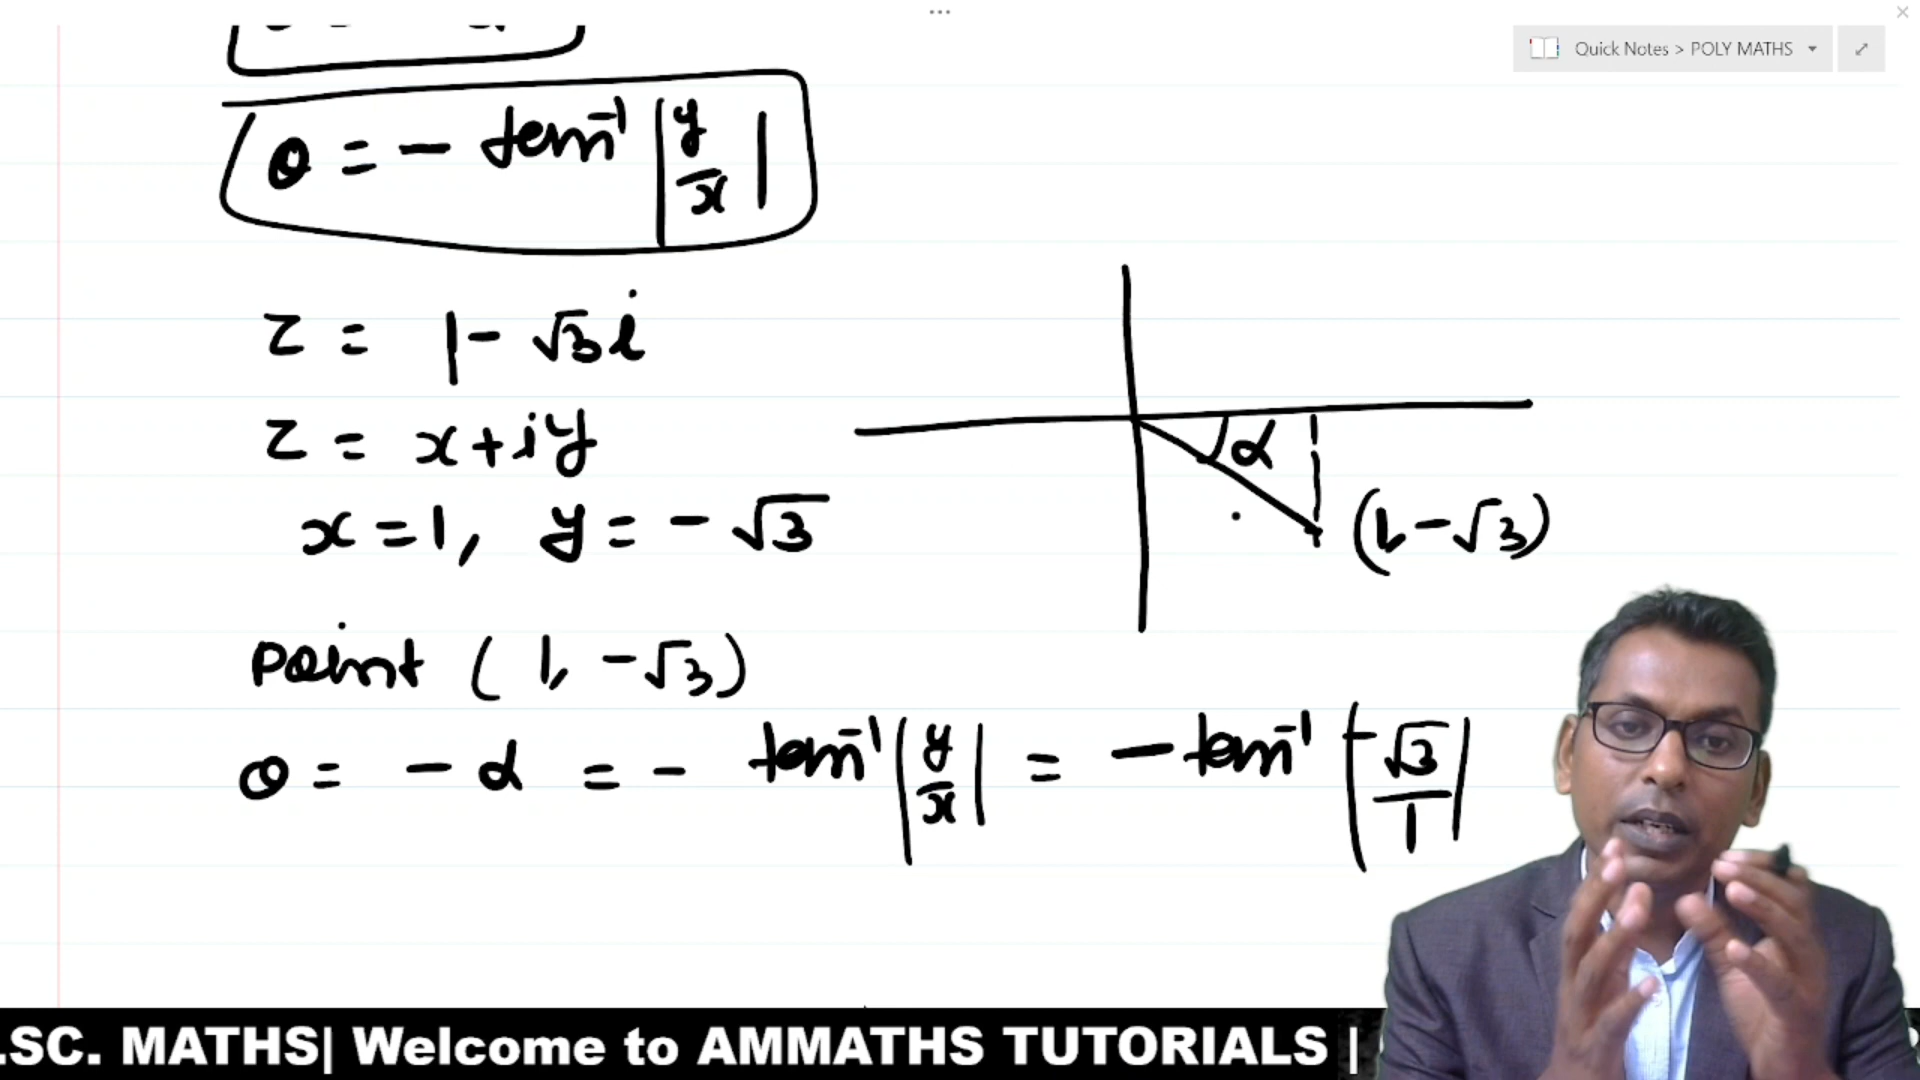 Quick Notes > POLY MATHS
θ = - tan⁻¹ |y/x|
z = 1 - √3i
z = x + iy
x = 1, y = - √3
α
(1, -√3)
Point (1, -√3)
θ = - α = - tan⁻¹ |y/x| = - tan⁻¹ |-√3/1|
.SC. MATHS| Welcome to AMMATHS TUTORIALS |